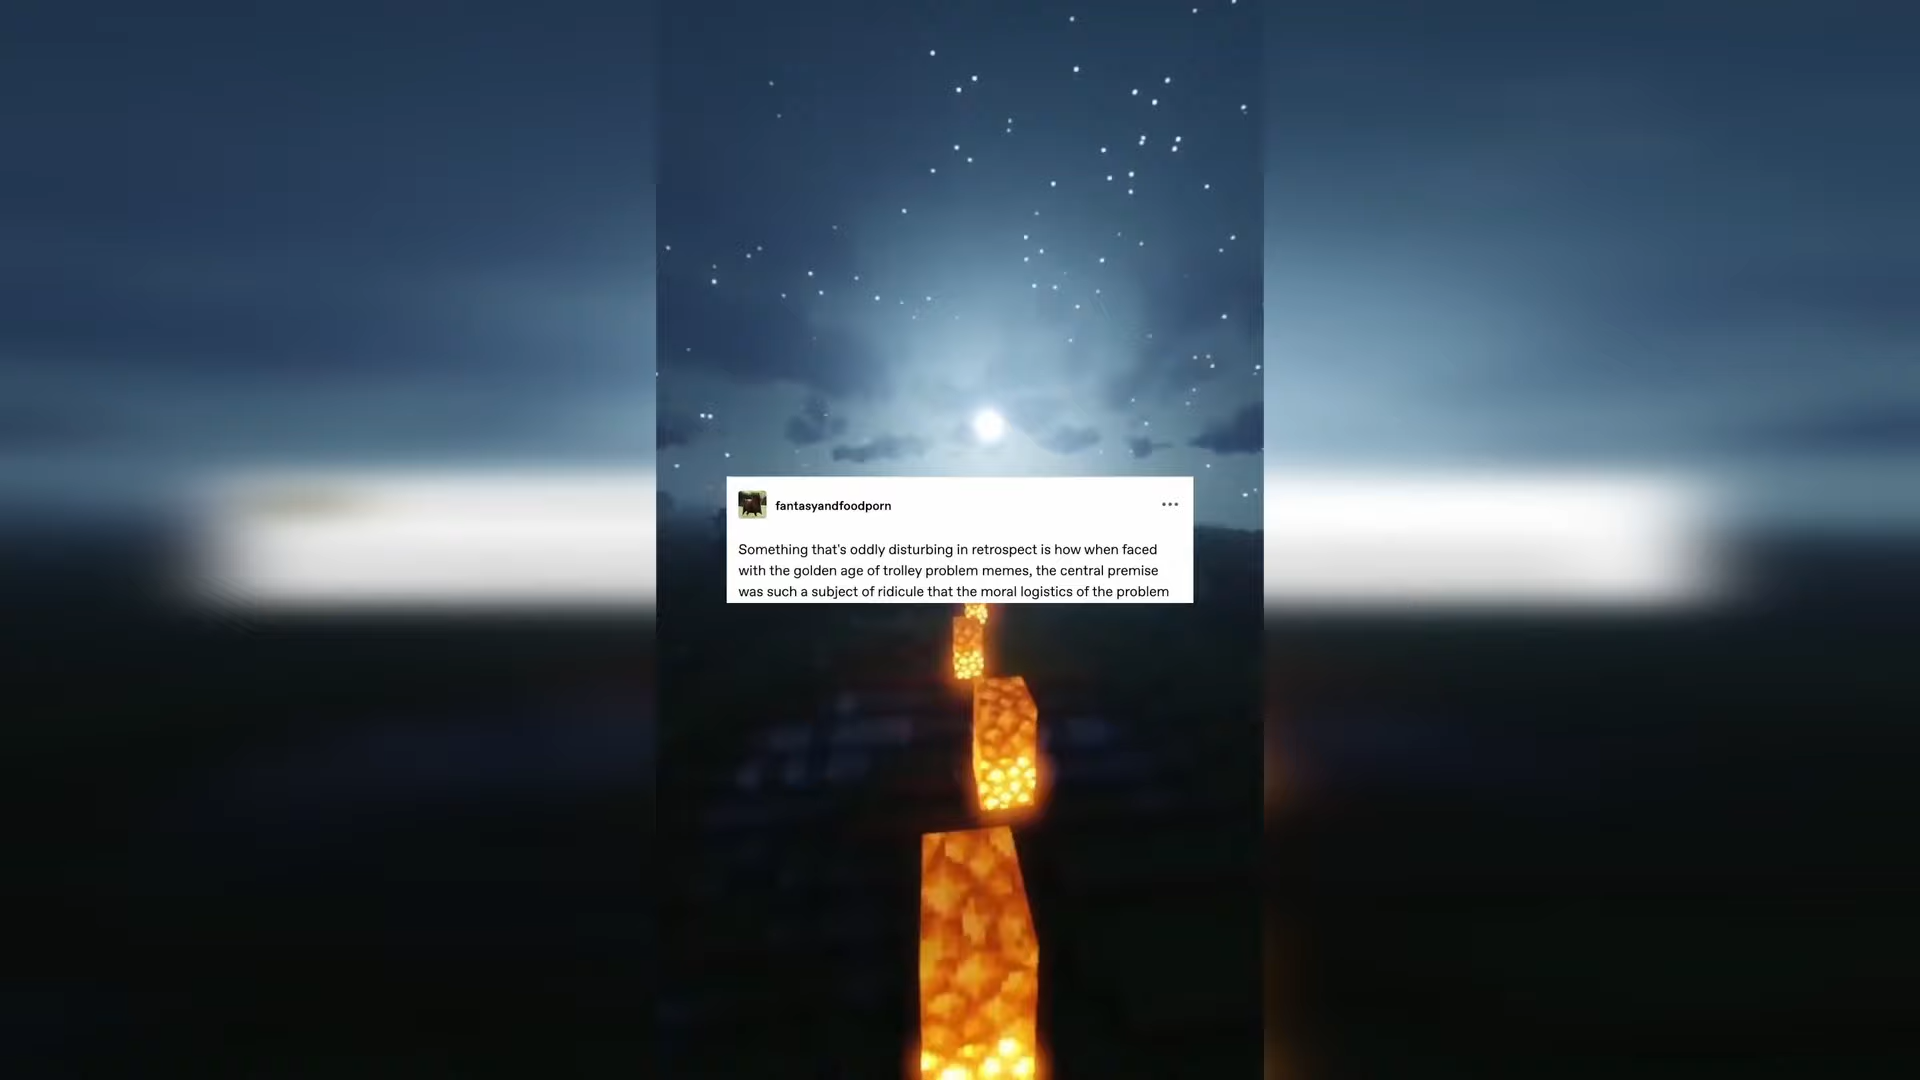 fantasyandfoodporn
Something that's oddly disturbing in retrospect is how when faced
with the golden age of trolley problem memes, the central premise
was such a subject of ridicule that the moral logistics of the problem